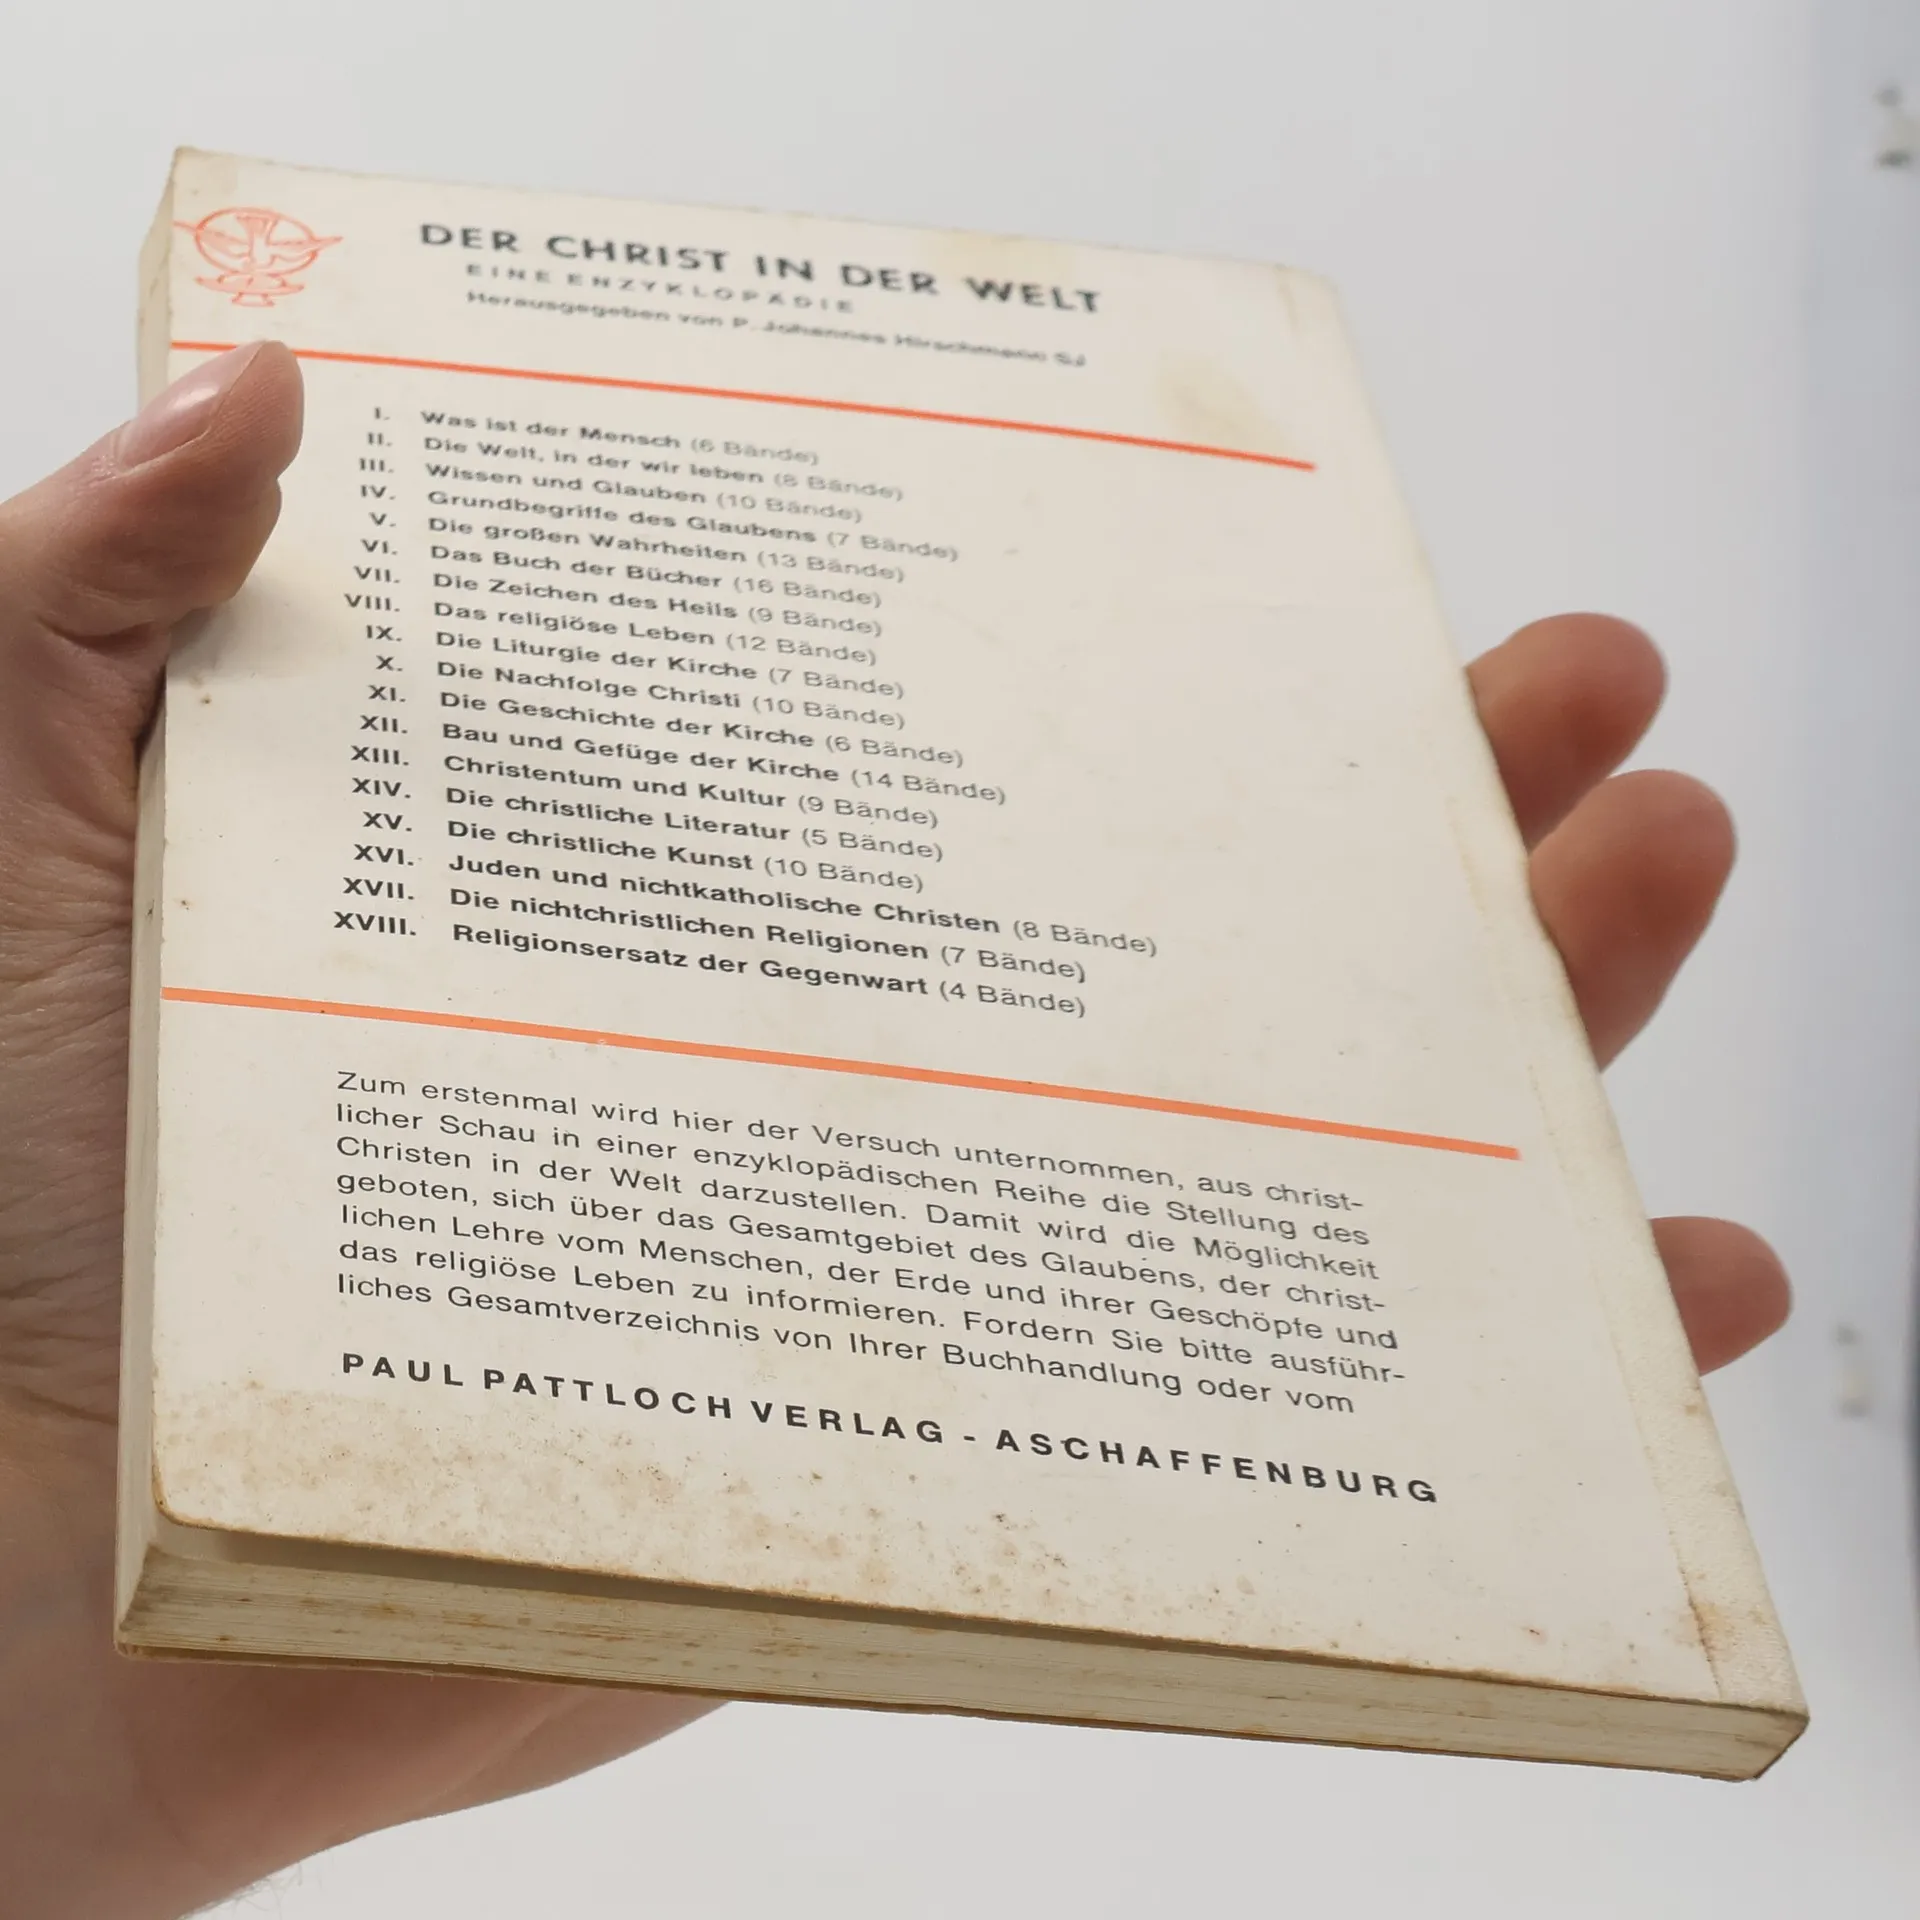 DER CHRIST IN DER WELT
EINE ENZYKLOPÄDIE
Herausgegeben von P. Johannes Hirschmann SJ
I. Was ist der Mensch (6 Bände)
II. Die Welt, in der wir leben (8 Bände)
III. Wissen und Glauben (10 Bände)
IV. Grundbegriffe des Glaubens (7 Bände)
V. Die großen Wahrheiten (13 Bände)
VI. Das Buch der Bücher (16 Bände)
VII. Die Zeichen des Heils (9 Bände)
VIII. Das religiöse Leben (12 Bände)
IX. Die Liturgie der Kirche (7 Bände)
X. Die Nachfolge Christi (10 Bände)
XI. Die Geschichte der Kirche (6 Bände)
XII. Bau und Gefüge der Kirche (14 Bände)
XIII. Christentum und Kultur (9 Bände)
XIV. Die christliche Literatur (5 Bände)
XV. Die christliche Kunst (10 Bände)
XVI. Juden und nichtkatholische Christen (8 Bände)
XVII. Die nichtchristlichen Religionen (7 Bände)
XVIII. Religionsersatz der Gegenwart (4 Bände)
Zum erstenmal wird hier der Versuch unternommen, aus christ-
licher Schau in einer enzyklopädischen Reihe die Stellung des
Christen in der Welt darzustellen. Damit wird die Möglichkeit
geboten, sich über das Gesamtgebiet des Glaubens, der christ-
lichen Lehre vom Menschen, der Erde und ihrer Geschöpfe und
das religiöse Leben zu informieren. Fordern Sie bitte ausführ-
liches Gesamtverzeichnis von Ihrer Buchhandlung oder vom
PAUL PATTLOCH VERLAG - ASCHAFFENBURG